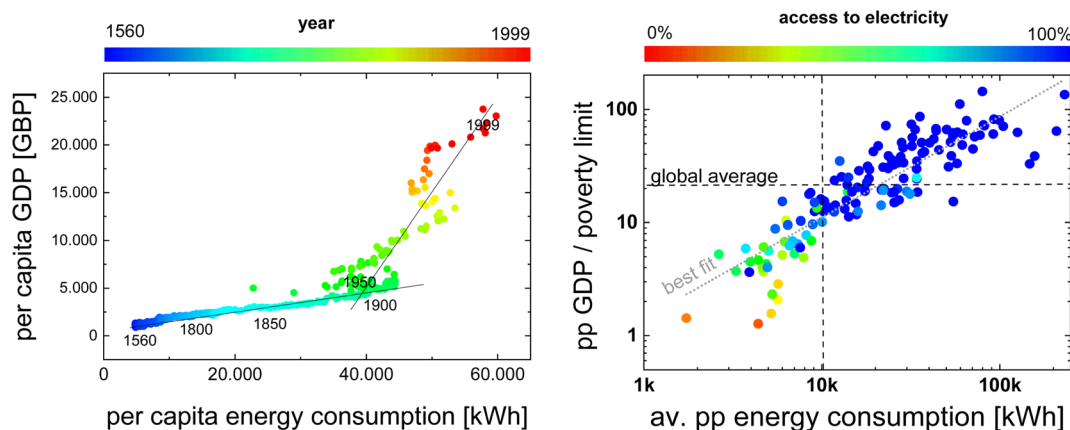 year
1560
1999
25.000
20.000
15.000
10.000
5.000
0
0
20.000
40.000
60.000
per capita GDP [GBP]
per capita energy consumption [kWh]
1999
1950
1900
1850
1800
1560
access to electricity
0%
100%
100
10
1
1k
10k
100k
pp GDP / poverty limit
av. pp energy consumption [kWh]
global average
best fit